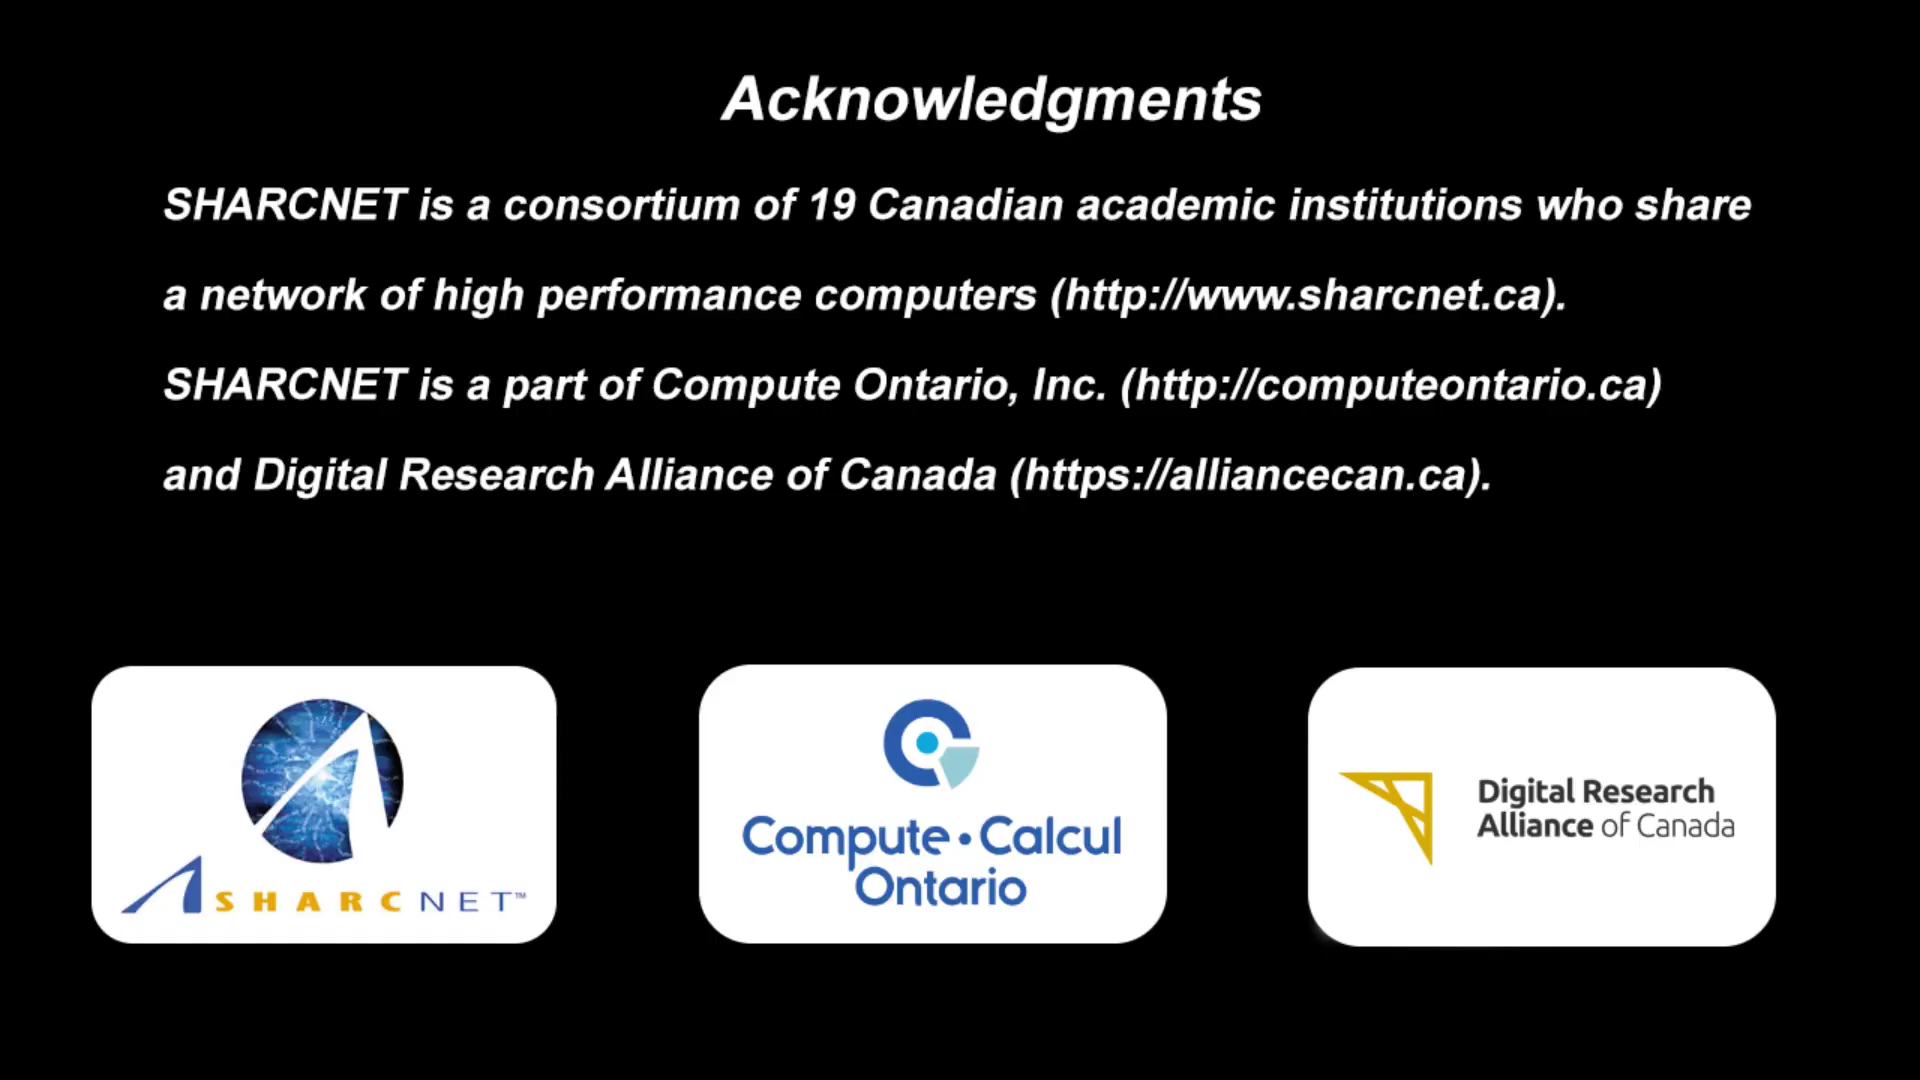 Acknowledgments
SHARCNET is a consortium of 19 Canadian academic institutions who share
a network of high performance computers (http://www.sharcnet.ca).
SHARCNET is a part of Compute Ontario, Inc. (http://computeontario.ca)
and Digital Research Alliance of Canada (https://alliancecan.ca).
SHARCNET™
Compute • Calcul
Ontario
Digital Research
Alliance of Canada